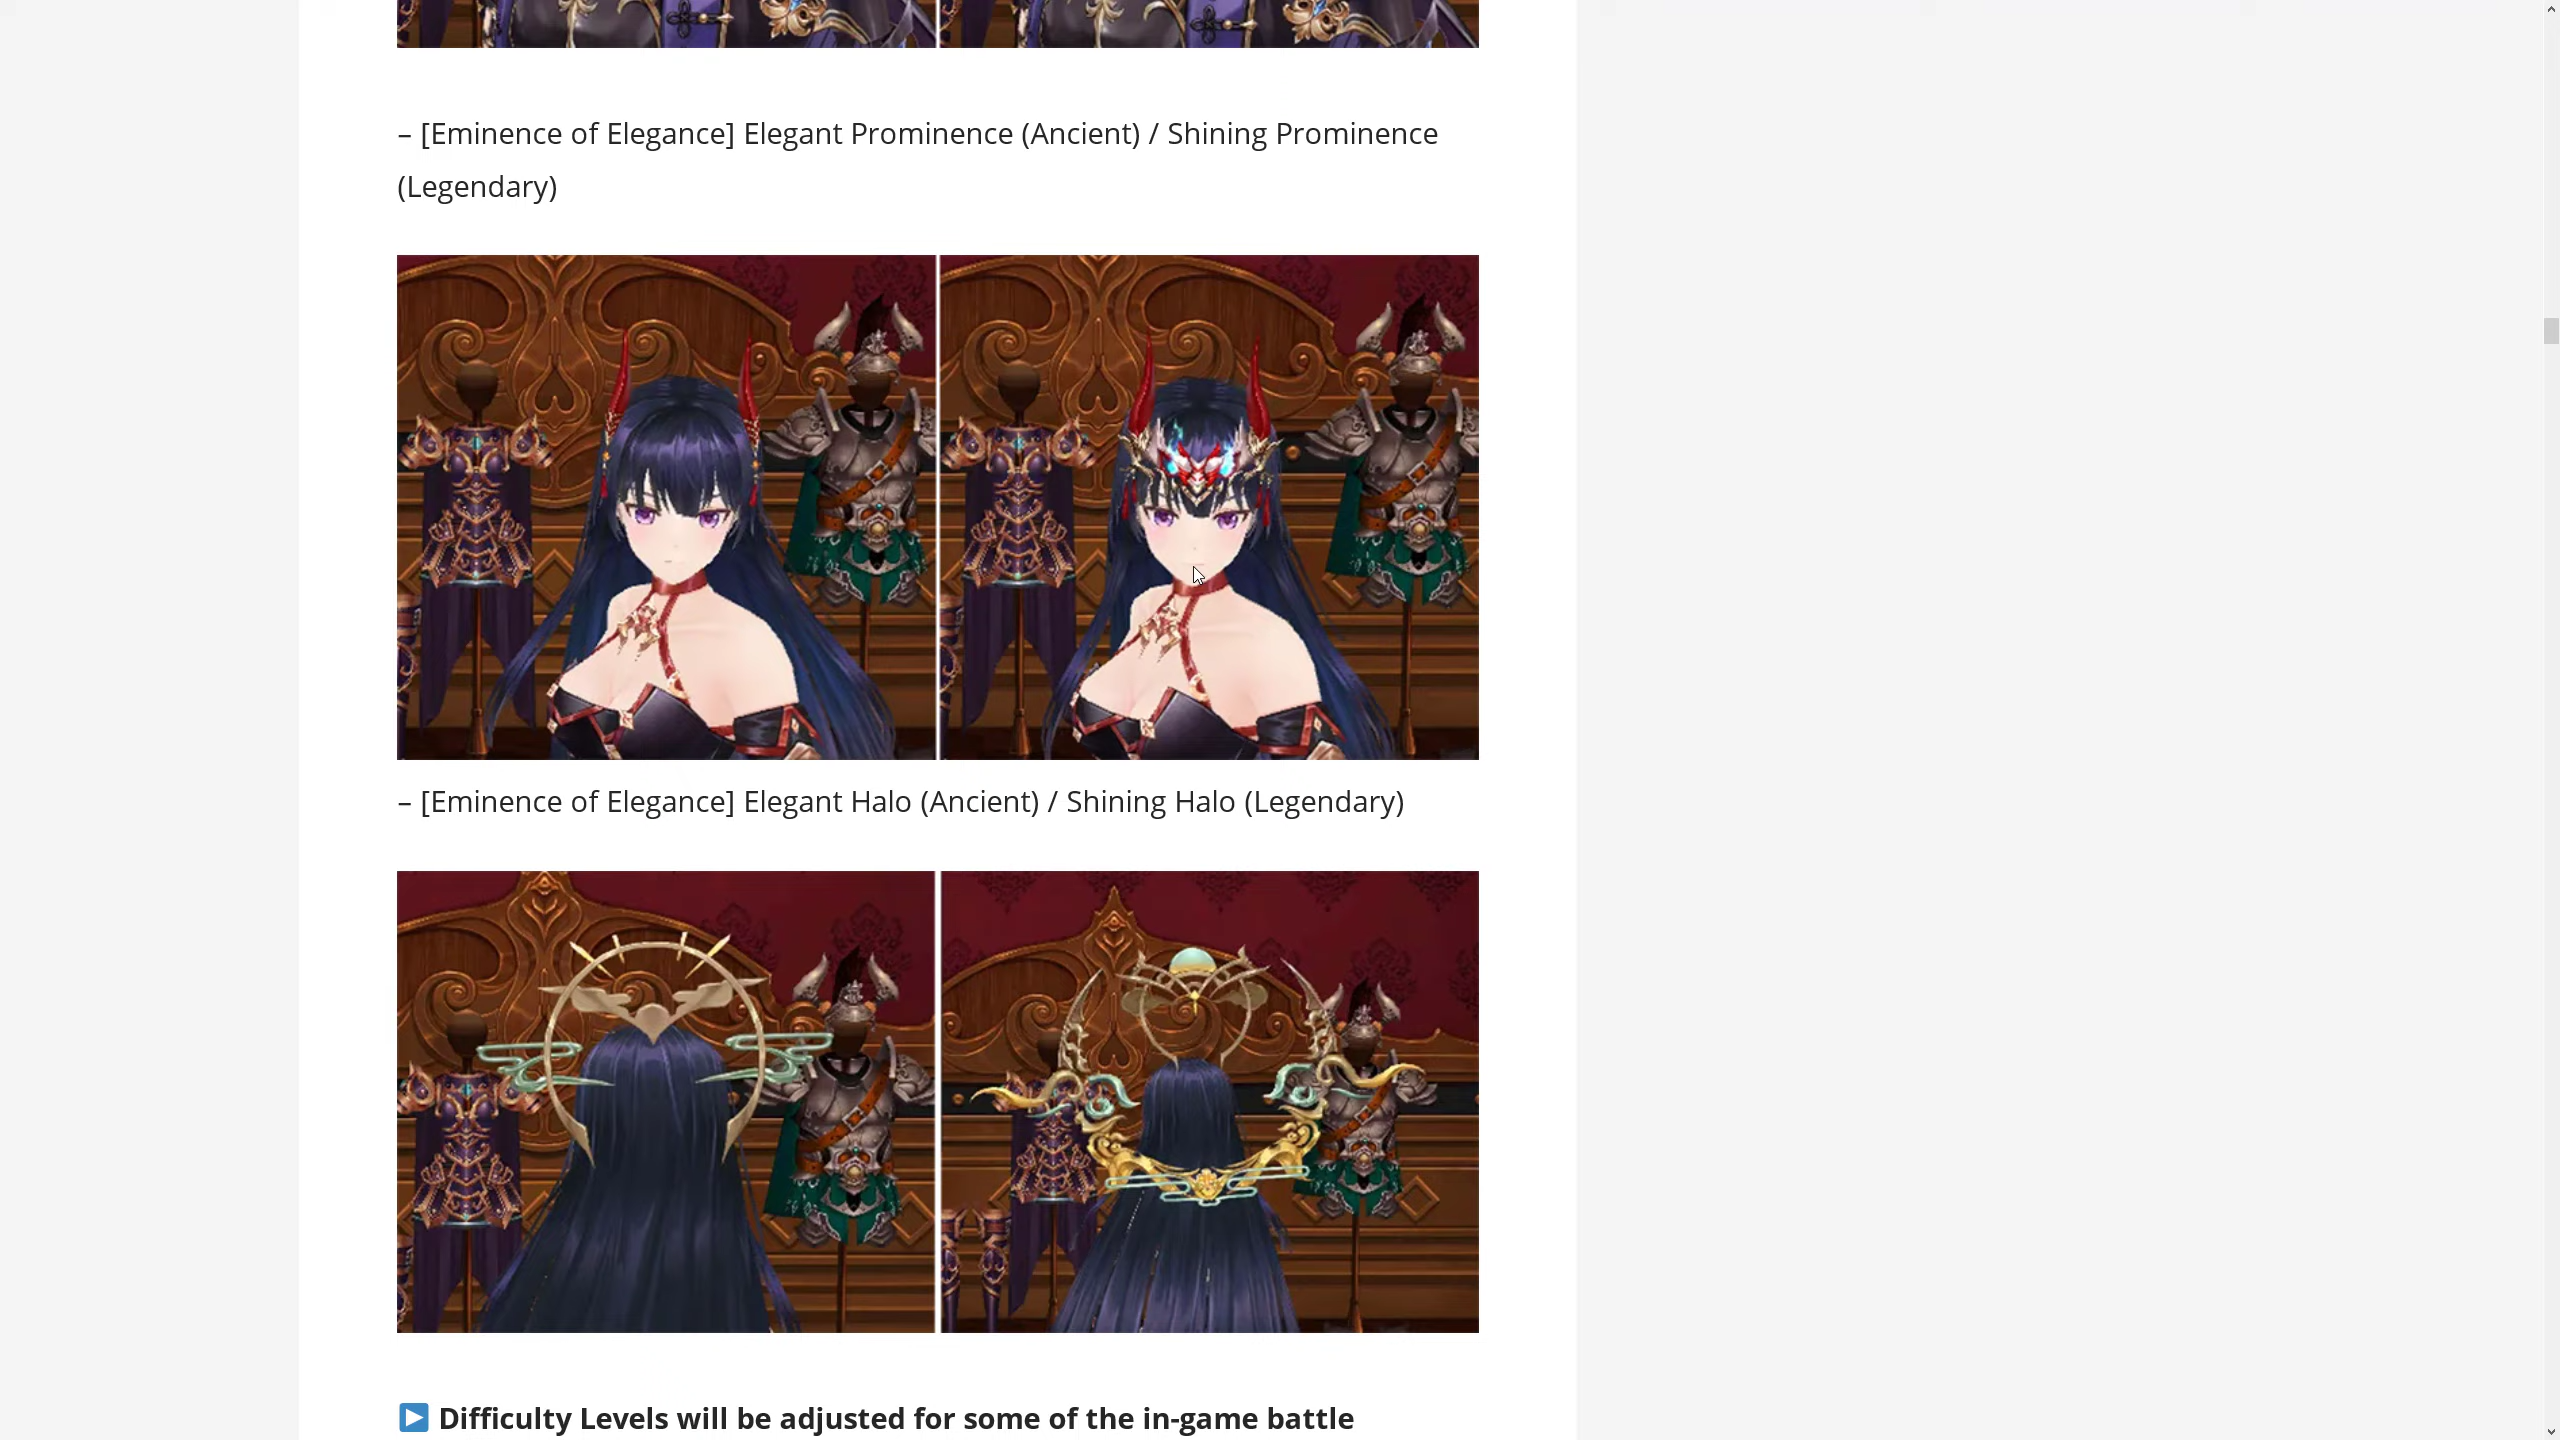 – [Eminence of Elegance] Elegant Prominence (Ancient) / Shining Prominence
(Legendary)
– [Eminence of Elegance] Elegant Halo (Ancient) / Shining Halo (Legendary)
Difficulty Levels will be adjusted for some of the in-game battle